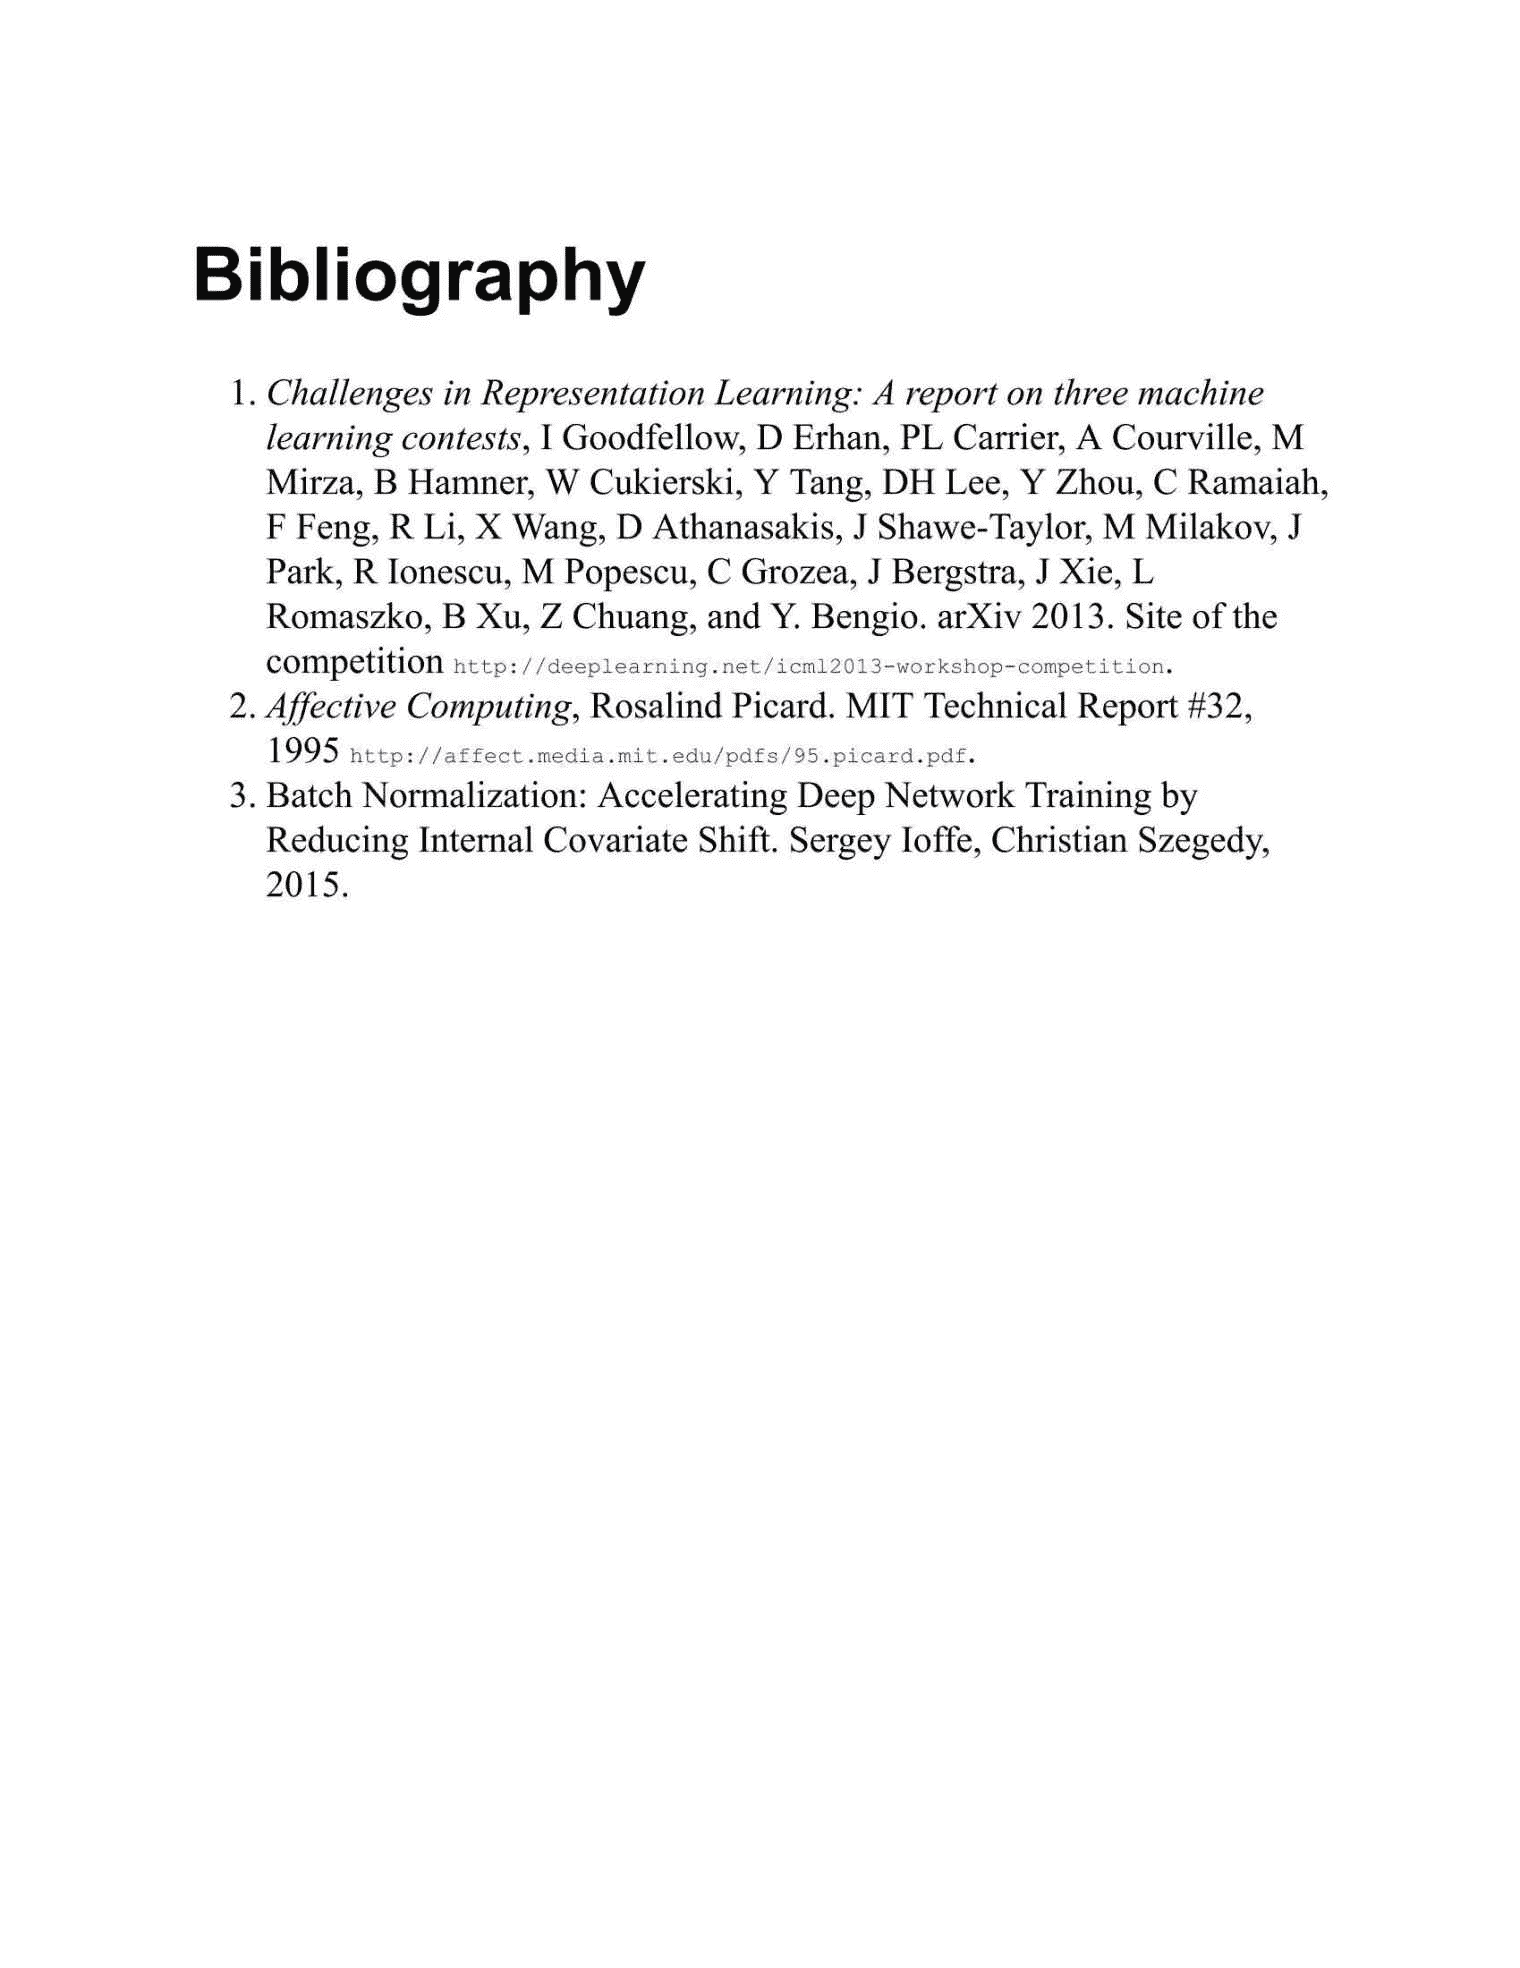 Bibliography
1. Challenges in Representation Learning: A report on three machine
learning contests, I Goodfellow, D Erhan, PL Carrier, A Courville, M
Mirza, B Hamner, W Cukierski, Y Tang, DH Lee, Y Zhou, C Ramaiah,
F Feng, R Li, X Wang, D Athanasakis, J Shawe-Taylor, M Milakov, J
Park, R Ionescu, M Popescu, C Grozea, J Bergstra, J Xie, L
Romaszko, B Xu, Z Chuang, and Y. Bengio. arXiv 2013. Site of the
competition http://deeplearning.net/icml2013-workshop-competition.
2. Affective Computing, Rosalind Picard. MIT Technical Report #32,
1995 http://affect.media.mit.edu/pdfs/95.picard.pdf.
3. Batch Normalization: Accelerating Deep Network Training by
Reducing Internal Covariate Shift. Sergey Ioffe, Christian Szegedy,
2015.